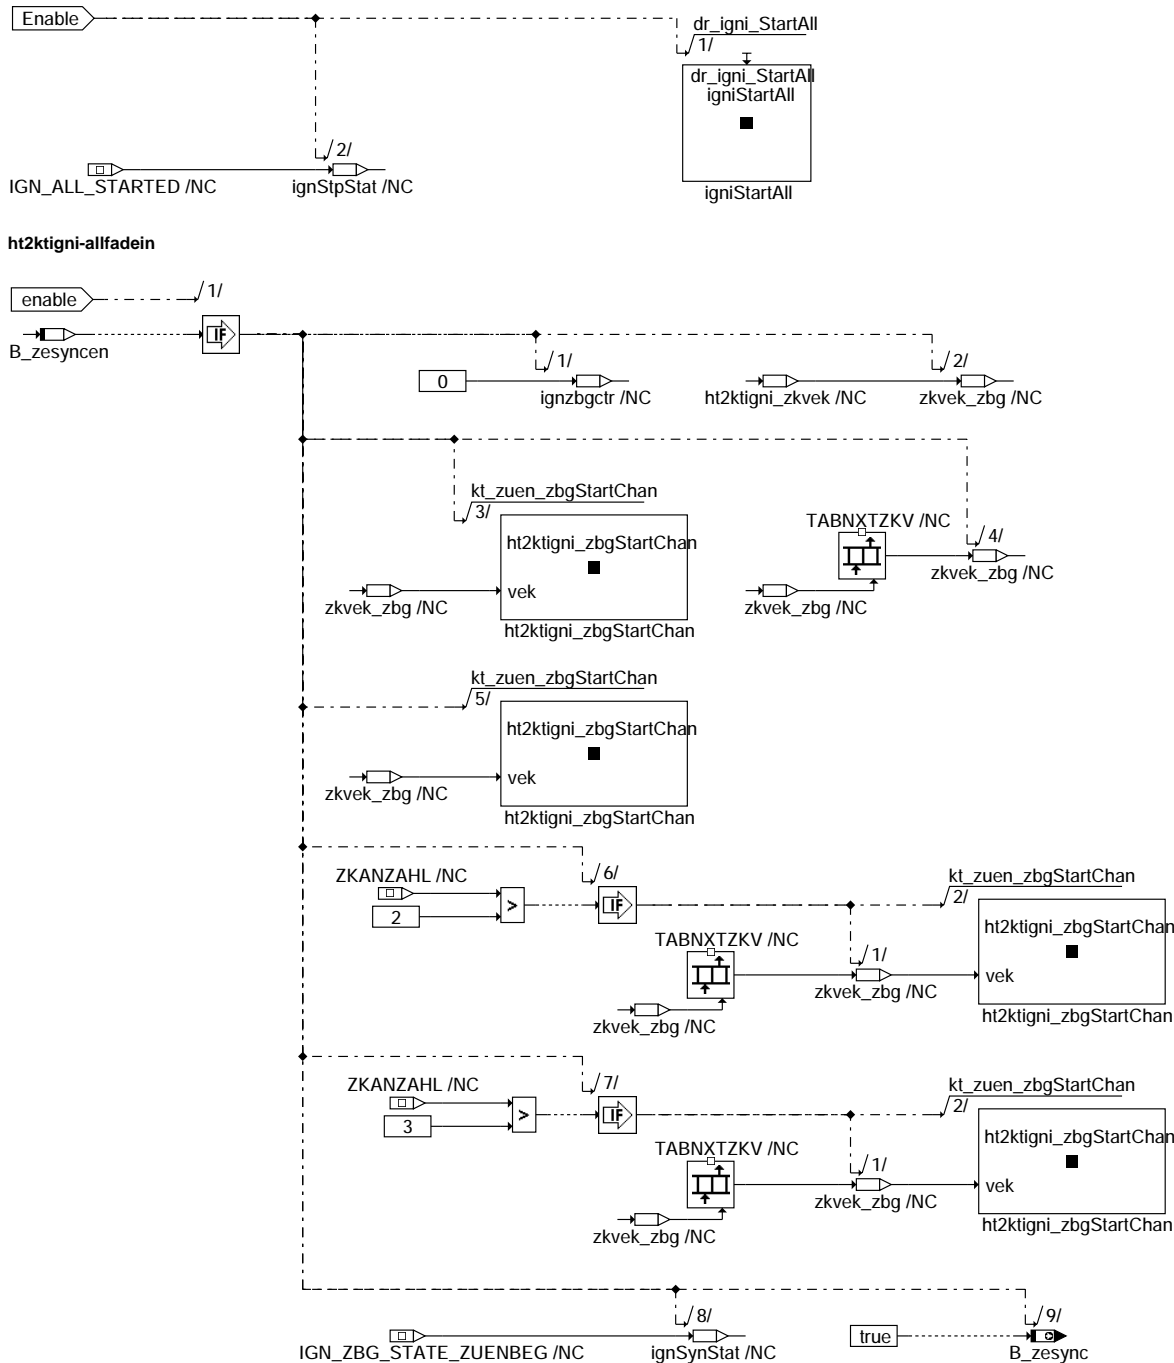 Enable
dr_igni_StartAll
1/
dr_igni_StartAll
igniStartAll
2/
IGN_ALL_STARTED /NC
ignStpStat /NC
igniStartAll
ht2ktigni-allfadein
enable
1/
IF
B_zesyncen
1/
2/
0
ignzbgctr /NC
ht2ktigni_zkvek /NC
zkvek_zbg /NC
kt_zuen_zbgStartChan
3/
TABNXTZKV /NC
4/
ht2ktigni_zbgStartChan
zkvek_zbg /NC
vek
zkvek_zbg /NC
zkvek_zbg /NC
ht2ktigni_zbgStartChan
kt_zuen_zbgStartChan
5/
ht2ktigni_zbgStartChan
vek
zkvek_zbg /NC
ht2ktigni_zbgStartChan
6/
ZKANZAHL /NC
kt_zuen_zbgStartChan
2/
>
IF
2
ht2ktigni_zbgStartChan
TABNXTZKV /NC
1/
vek
zkvek_zbg /NC
zkvek_zbg /NC
ht2ktigni_zbgStartChan
7/
ZKANZAHL /NC
kt_zuen_zbgStartChan
2/
>
IF
3
ht2ktigni_zbgStartChan
TABNXTZKV /NC
1/
vek
zkvek_zbg /NC
zkvek_zbg /NC
ht2ktigni_zbgStartChan
8/
9/
true
IGN_ZBG_STATE_ZUENBEG /NC
ignSynStat /NC
B_zesync